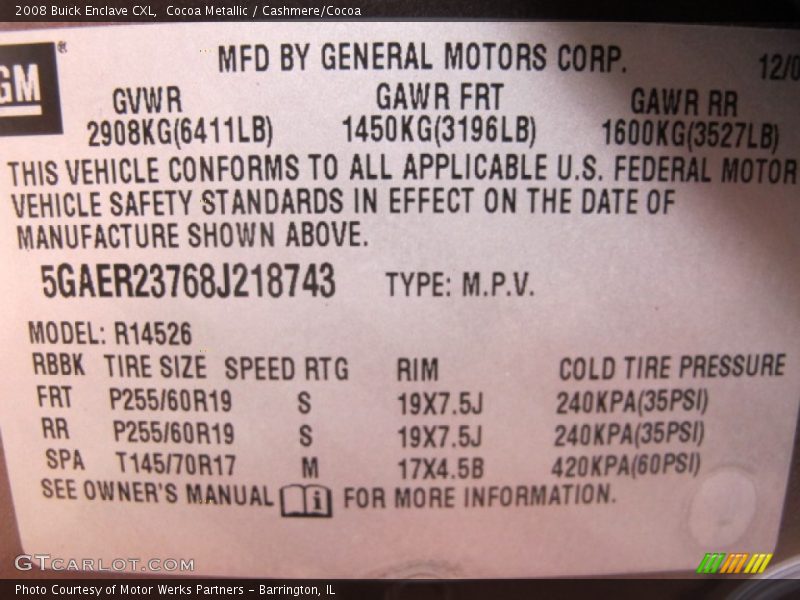 2008 Buick Enclave CXL, Cocoa Metallic / Cashmere/Cocoa
GM®
MFD BY GENERAL MOTORS CORP. 12/0
GVWR GAWR FRT GAWR RR
2908KG(6411LB) 1450KG(3196LB) 1600KG(3527LB)
THIS VEHICLE CONFORMS TO ALL APPLICABLE U.S. FEDERAL MOTOR
VEHICLE SAFETY STANDARDS IN EFFECT ON THE DATE OF
MANUFACTURE SHOWN ABOVE.
5GAER23768J218743 TYPE: M.P.V.
MODEL: R14526
RBBK TIRE SIZE SPEED RTG RIM COLD TIRE PRESSURE
FRT P255/60R19 S 19X7.5J 240KPA(35PSI)
RR P255/60R19 S 19X7.5J 240KPA(35PSI)
SPA T145/70R17 M 17X4.5B 420KPA(60PSI)
SEE OWNER'S MANUAL i FOR MORE INFORMATION.
GTCARLOT.COM
Photo Courtesy of Motor Werks Partners - Barrington, IL